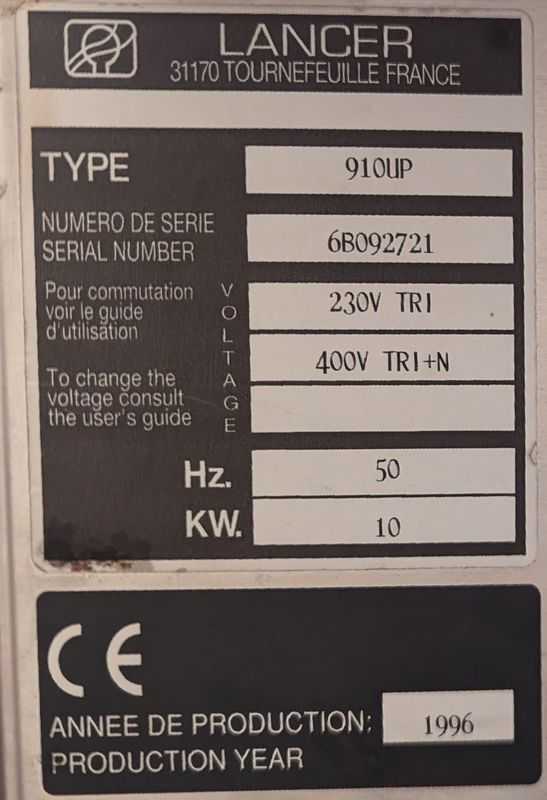 LANCER
31170 TOURNEFEUILLE FRANCE
TYPE 910UP
NUMERO DE SERIE
SERIAL NUMBER 6B092721
Pour commutation
voir le guide
d'utilisation
To change the
voltage consult
the user's guide
VOLTAGE
230V TRI
400V TRI+N
Hz. 50
KW. 10
CE
ANNEE DE PRODUCTION: 1996
PRODUCTION YEAR